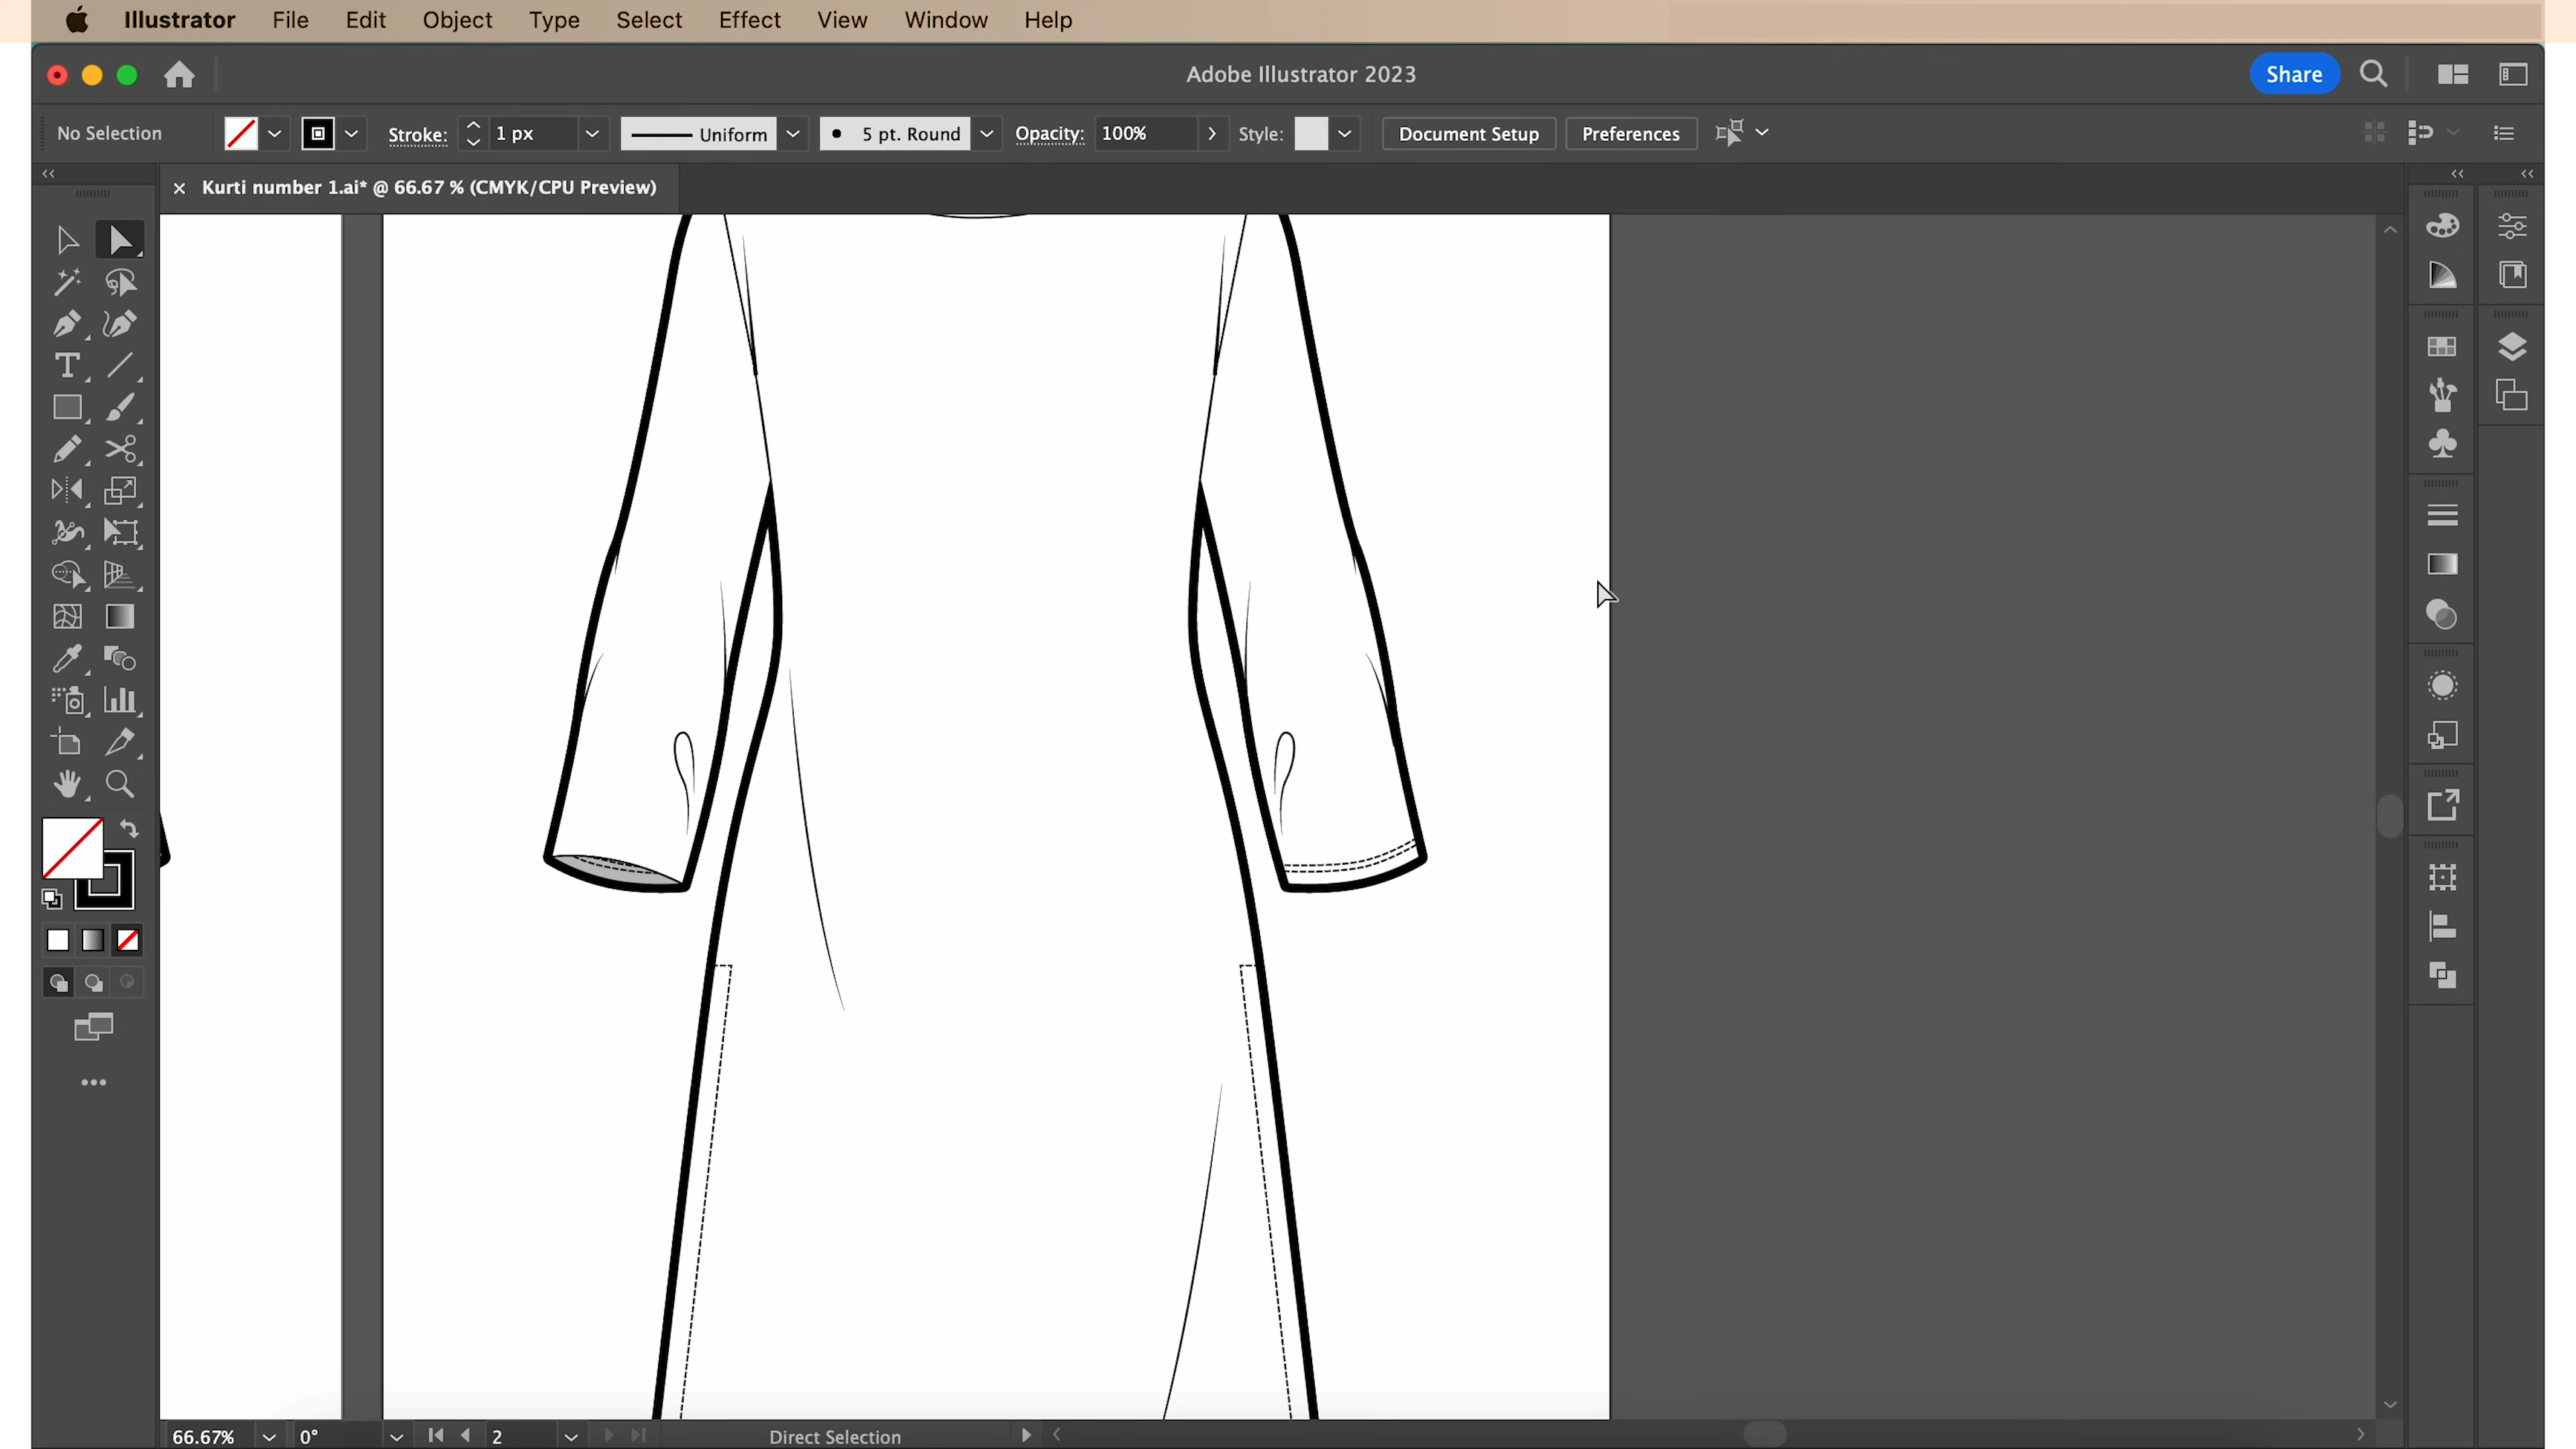 Illustrator File Edit Object Type Select Effect View Window Help
Adobe Illustrator 2023
Share
No Selection Stroke: 1 px Uniform 5 pt. Round Opacity: 100% Style: Document Setup Preferences
Kurti number 1.ai* @ 66.67 % (CMYK/CPU Preview)
66.67% 0° 2 Direct Selection